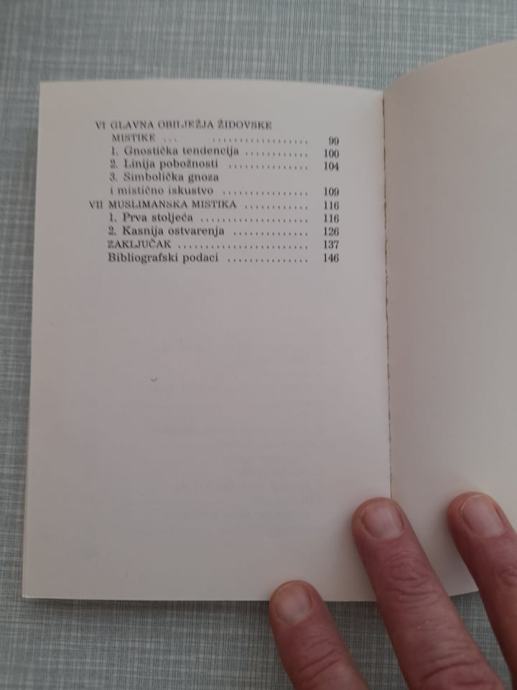 VI GLAVNA OBILJEŽJA ŽIDOVSKE
MISTIKE ... .................. 99
1. Gnostička tendencija ............ 100
2. Linija pobožnosti ............... 104
3. Simbolička gnoza
i mistično iskustvo ............... 109
VII MUSLIMANSKA MISTIKA ............ 116
1. Prva stoljeća .................. 116
2. Kasnija ostvarenja .............. 126
ZAKLJUČAK ........................ 137
Bibliografski podaci ................ 146